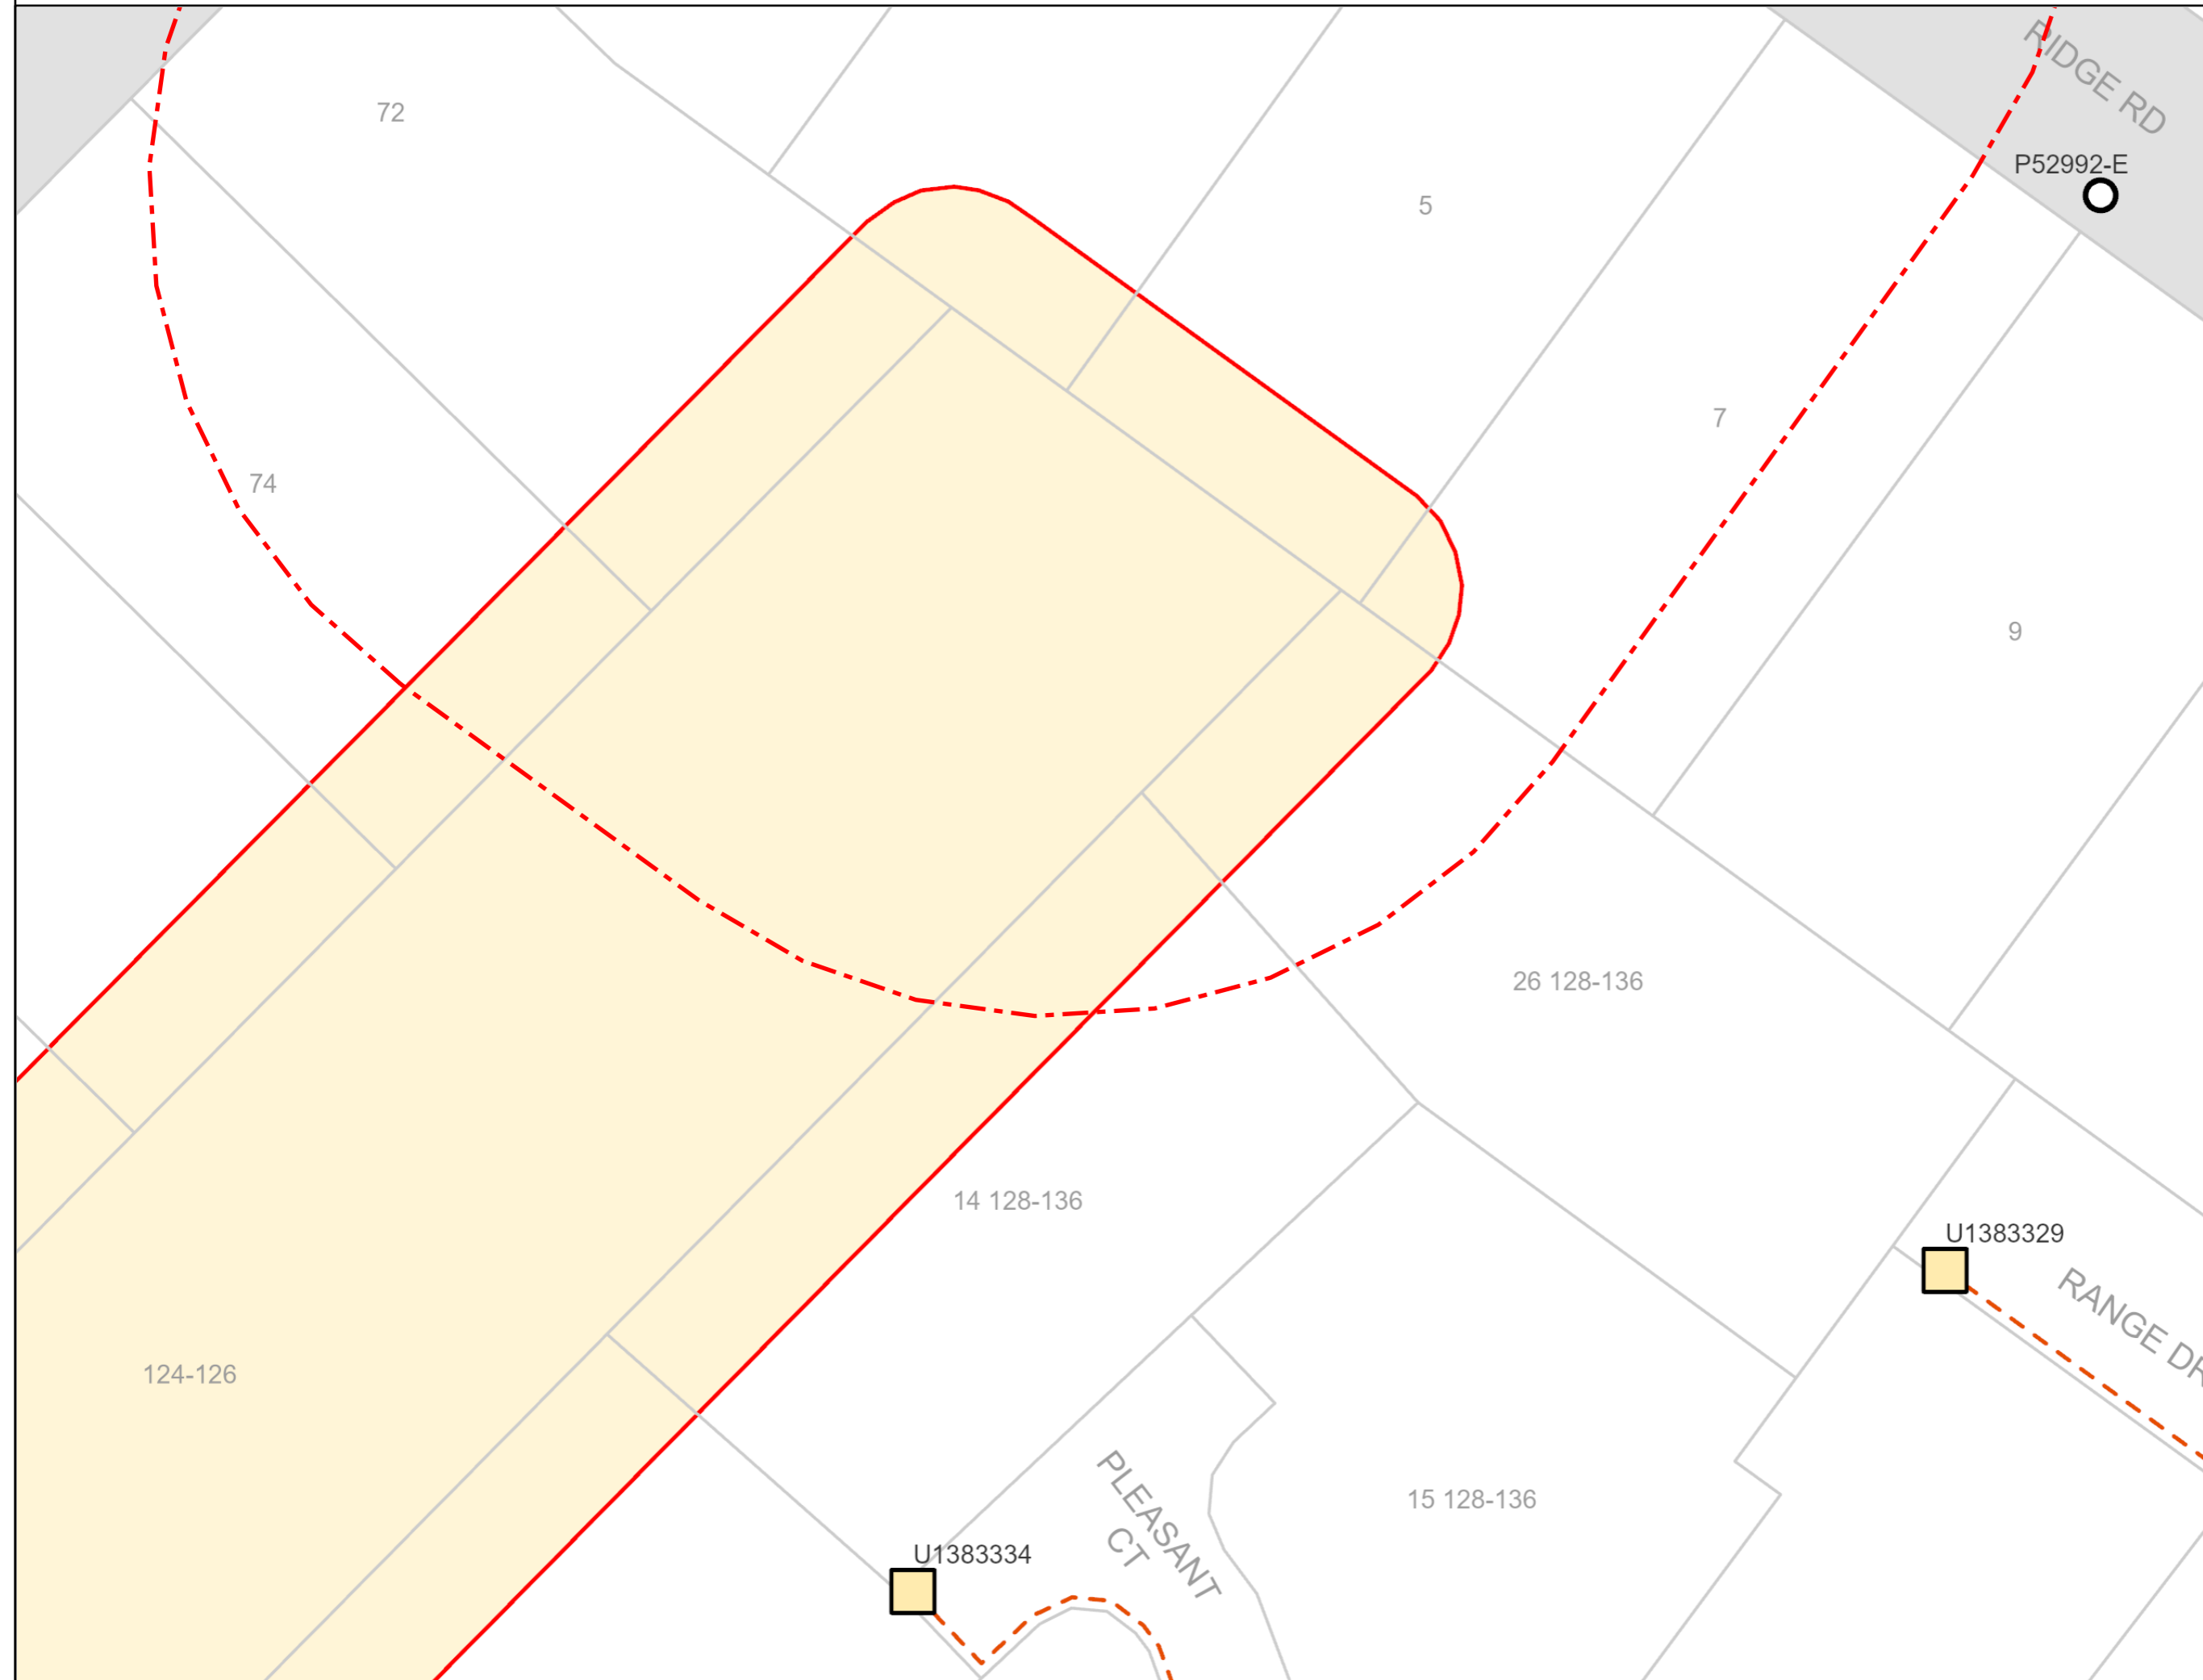 RIDGE RD
72
P52992-E
5
7
74
9
26 128-136
14 128-136
U1383329
RANGE DR
124-126
PLEASANT
CT
15 128-136
U1383334